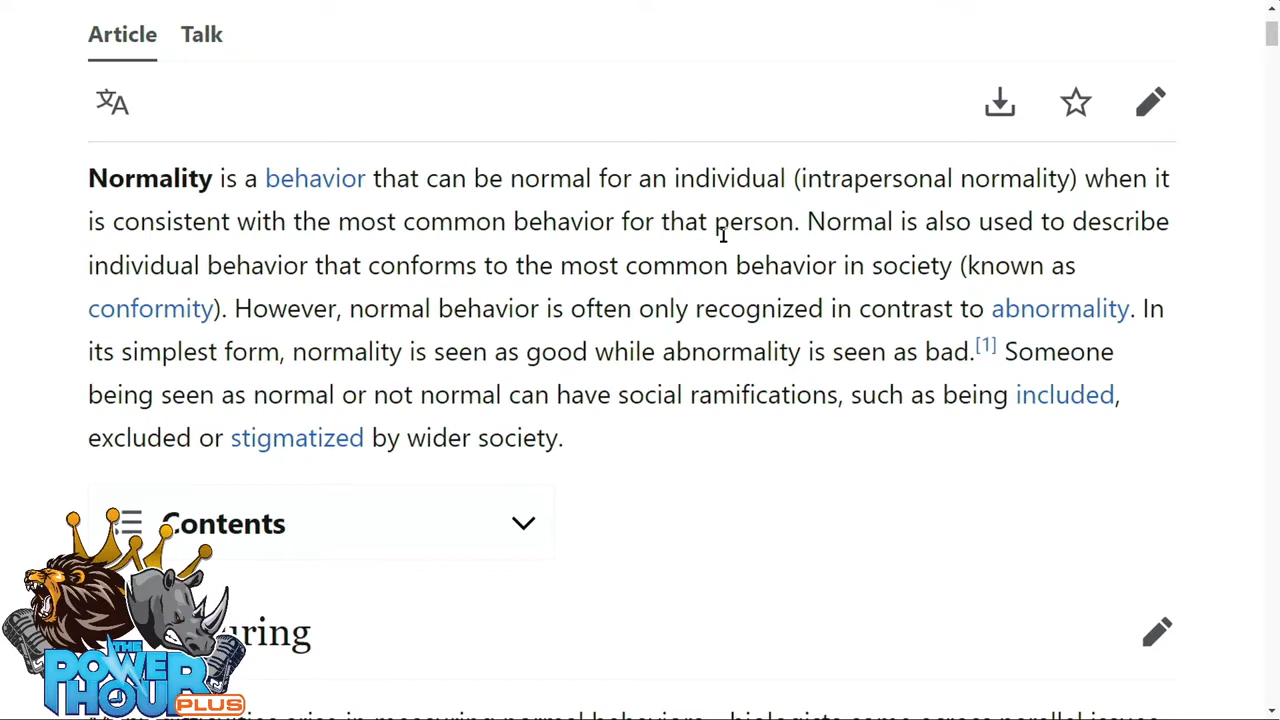 Article Talk
Normality is a behavior that can be normal for an individual (intrapersonal normality) when it
is consistent with the most common behavior for that person. Normal is also used to describe
individual behavior that conforms to the most common behavior in society (known as
conformity). However, normal behavior is often only recognized in contrast to abnormality. In
its simplest form, normality is seen as good while abnormality is seen as bad.[1] Someone
being seen as normal or not normal can have social ramifications, such as being included,
excluded or stigmatized by wider society.
Contents
uring
THE
POWER
HOUR
PLUS